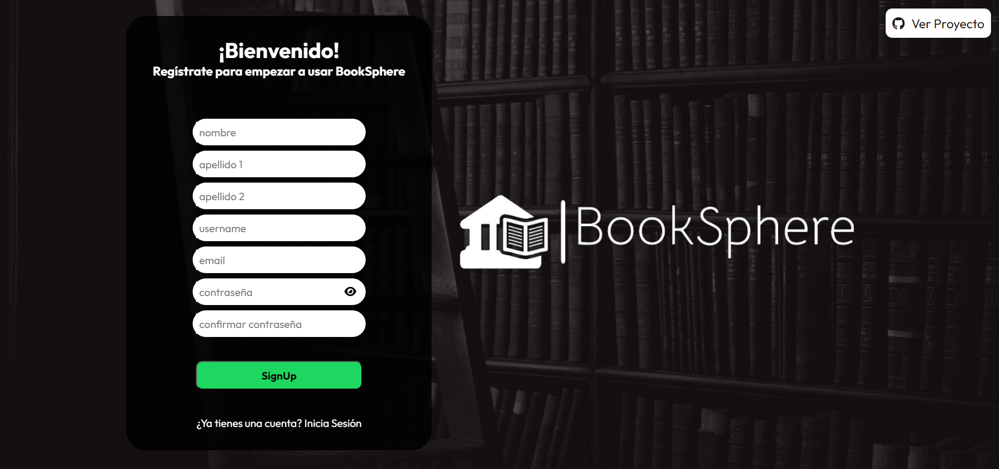 Ver Proyecto
¡Bienvenido!
Regístrate para empezar a usar BookSphere
nombre
apellido 1
apellido 2
username
email
contraseña
confirmar contraseña
SignUp
¿Ya tienes una cuenta? Inicia Sesión
BookSphere